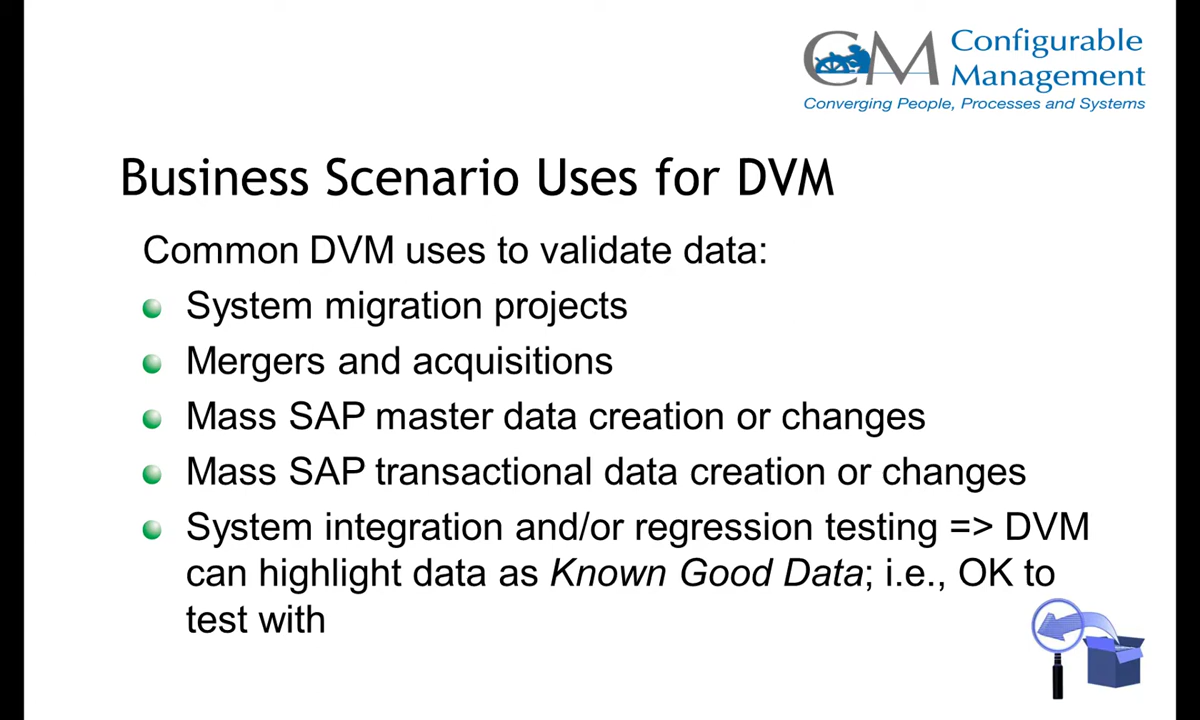 CM Configurable
Management
Converging People, Processes and Systems
Business Scenario Uses for DVM
Common DVM uses to validate data:
System migration projects
Mergers and acquisitions
Mass SAP master data creation or changes
Mass SAP transactional data creation or changes
System integration and/or regression testing => DVM
can highlight data as Known Good Data; i.e., OK to
test with